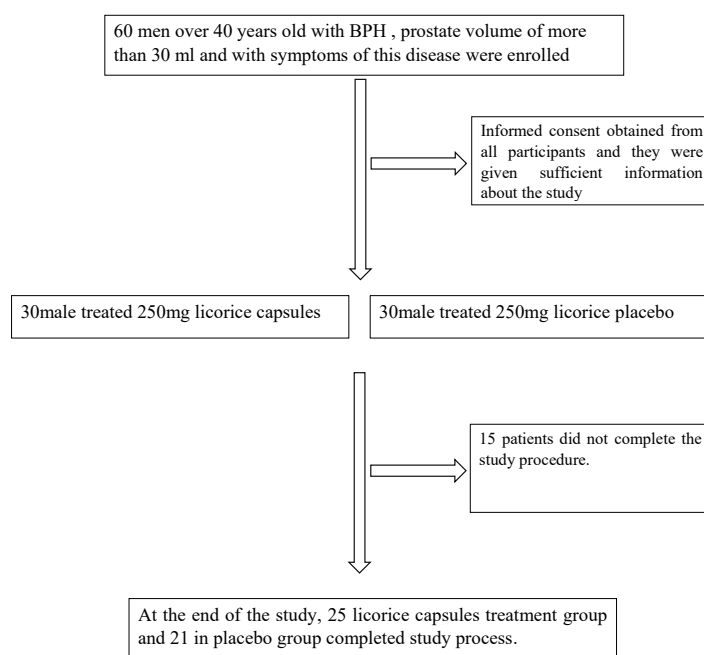 60 men over 40 years old with BPH , prostate volume of more
than 30 ml and with symptoms of this disease were enrolled
Informed consent obtained from
all participants and they were
given sufficient information
about the study
30male treated 250mg licorice capsules
30male treated 250mg licorice placebo
15 patients did not complete the
study procedure.
At the end of the study, 25 licorice capsules treatment group
and 21 in placebo group completed study process.